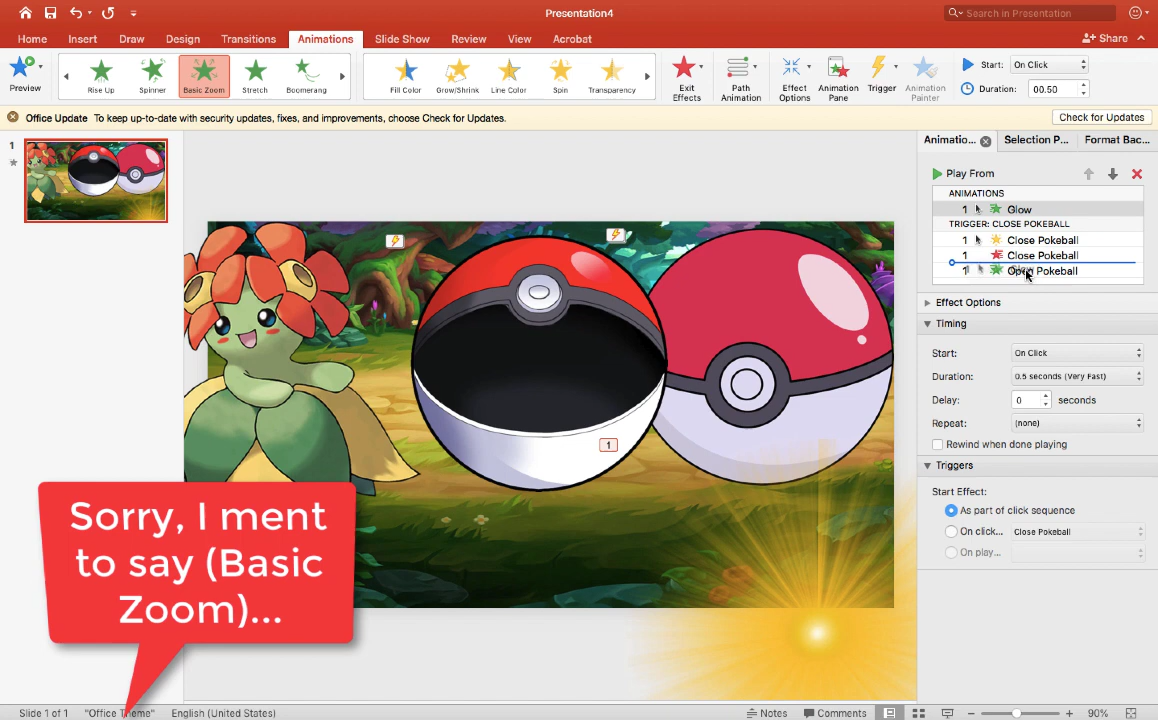 Presentation4
Search in Presentation
Home Insert Draw Design Transitions Animations Slide Show Review View Acrobat
Share
Preview
Rise Up Spinner Basic Zoom Stretch Boomerang
Fill Color Grow/Shrink Line Color Spin Transparency
Exit Effects
Path Animation
Effect Options
Animation Pane
Trigger
Animation Painter
Start: On Click
Duration: 00.50
Office Update To keep up-to-date with security updates, fixes, and improvements, choose Check for Updates.
Check for Updates
1
Animatio... Selection P... Format Bac...
Play From
ANIMATIONS
1 Glow
TRIGGER: CLOSE POKEBALL
1 Close Pokeball
1 Close Pokeball
1 Open Pokeball
Effect Options
Timing
Start: On Click
Duration: 0.5 seconds (Very Fast)
Delay: 0 seconds
Repeat: (none)
Rewind when done playing
Triggers
Start Effect:
As part of click sequence
On click... Close Pokeball
On play...
1
Sorry, I ment
to say (Basic
Zoom)...
Slide 1 of 1 "Office Theme" English (United States)
Notes Comments 90%